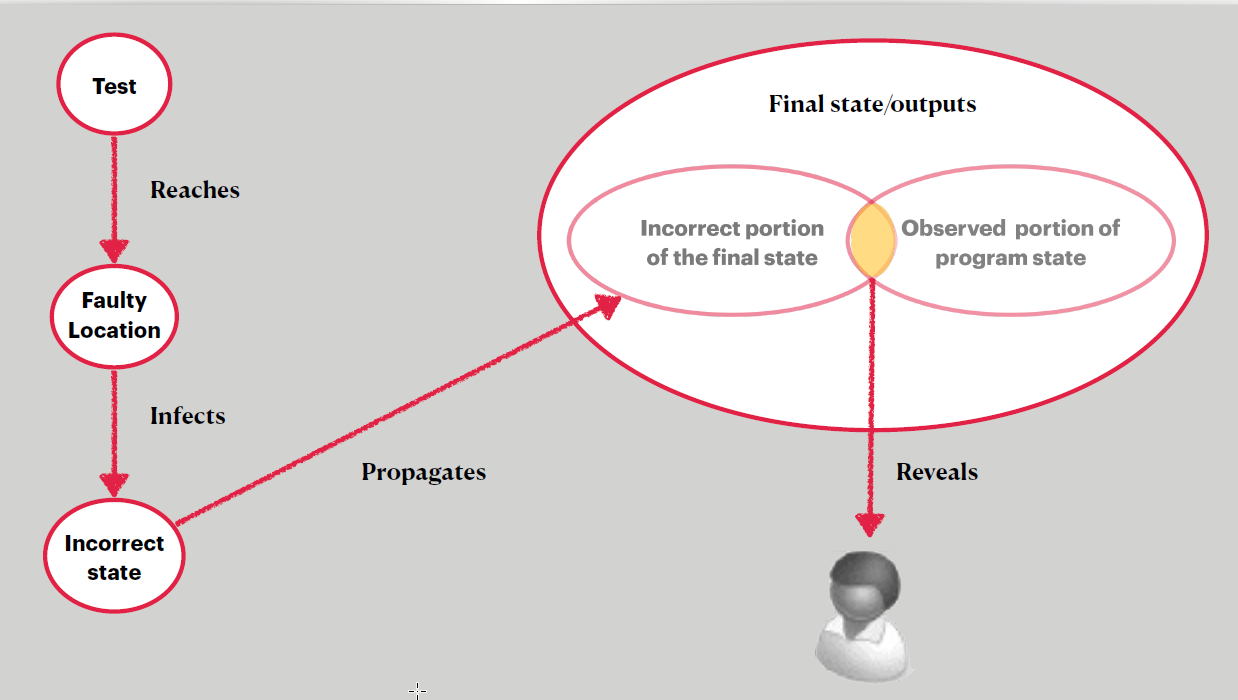 Test
Reaches
Faulty
Location
Infects
Incorrect
state
Propagates
Final state/outputs
Incorrect portion
of the final state
Observed portion of
program state
Reveals